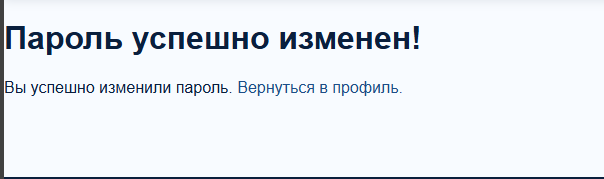 Пароль успешно изменен!
Вы успешно изменили пароль. Вернуться в профиль.